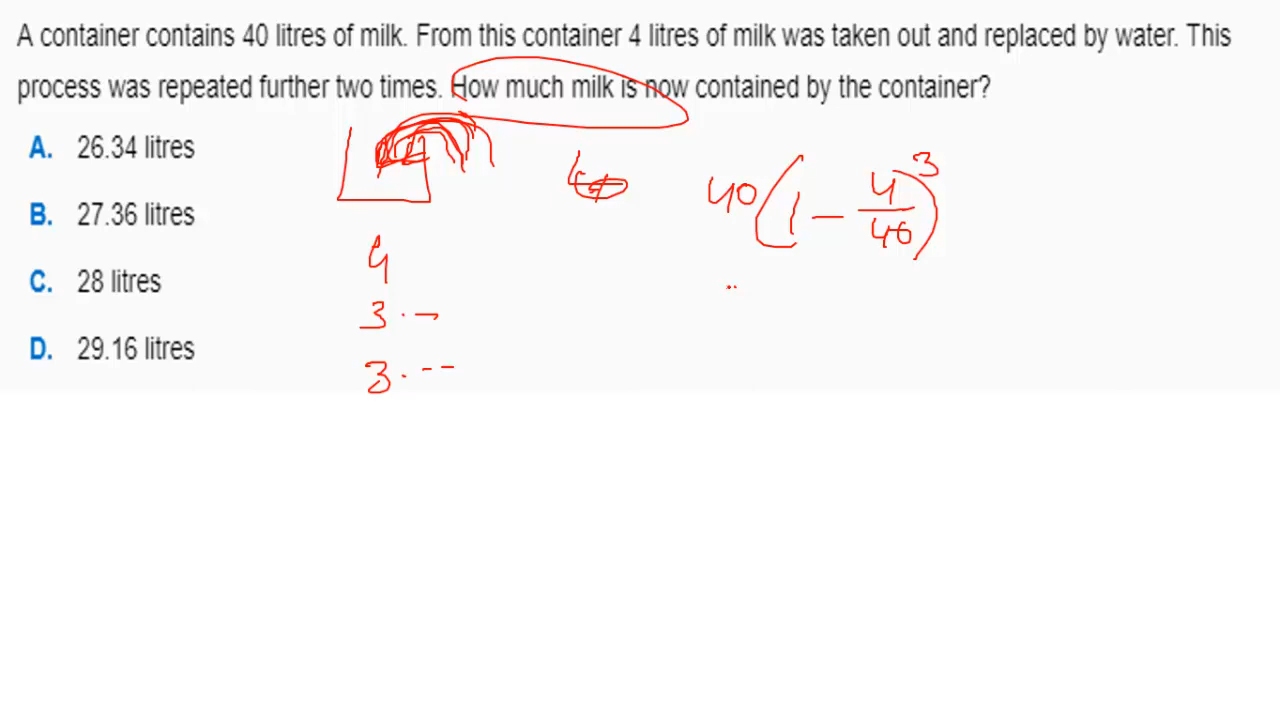 A container contains 40 litres of milk. From this container 4 litres of milk was taken out and replaced by water. This
process was repeated further two times. How much milk is now contained by the container?
A. 26.34 litres
B. 27.36 litres
C. 28 litres
D. 29.16 litres
40(1 - 4/40)^3
4
3. -
3. --